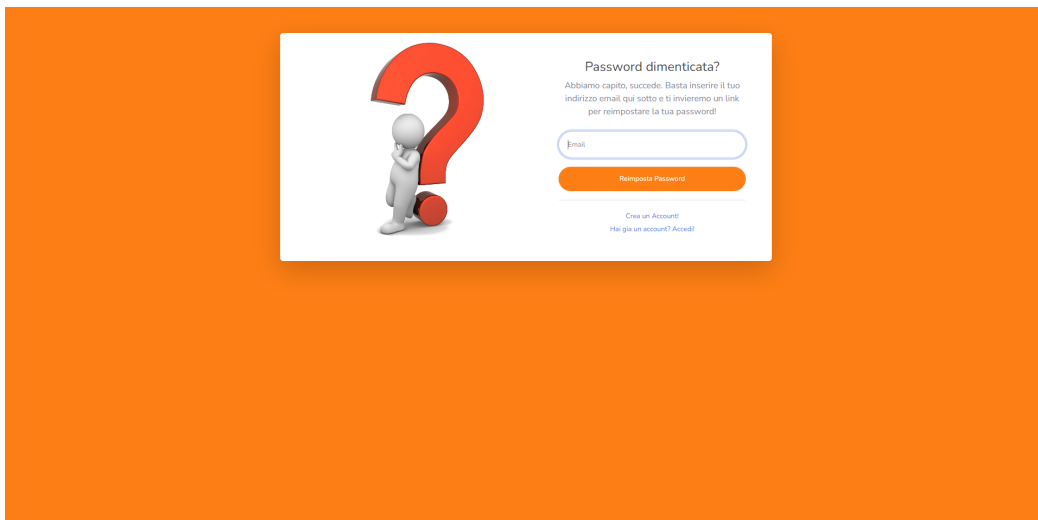 Password dimenticata?
Abbiamo capito, succede. Basta inserire il tuo
indirizzo email qui sotto e ti invieremo un link
per reimpostare la tua password!
Email
Reimposta Password
Crea un Account!
Hai gia un account? Accedi!